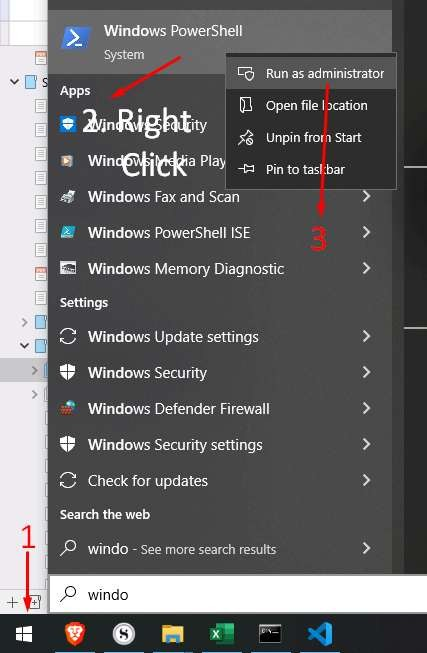 Windows PowerShell
System
Run as administrator
Open file location
Unpin from Start
Pin to taskbar
Apps
2. Right
Click
Windows Security
Windows Media Play
Windows Fax and Scan
Windows PowerShell ISE
3
Windows Memory Diagnostic
Settings
Windows Update settings
Windows Security
Windows Defender Firewall
Windows Security settings
Check for updates
Search the web
windo - See more search results
1
windo